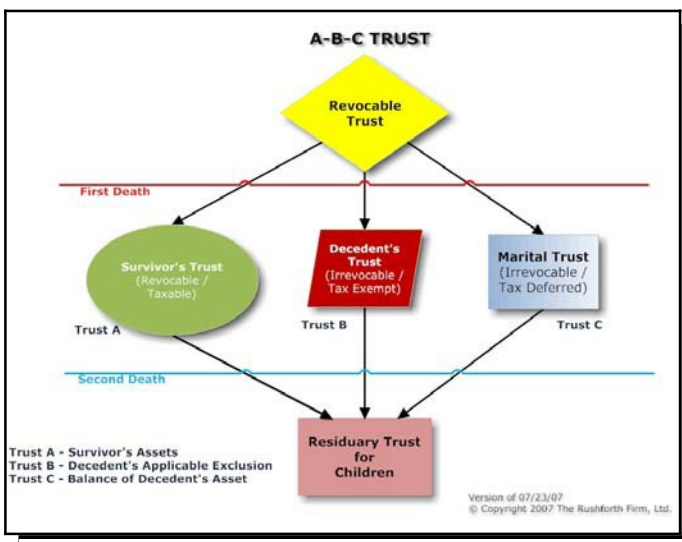 A-B-C TRUST
Revocable
Trust
First Death
Survivor's Trust
(Revocable /
Taxable)
Trust A
Decedent's
Trust
(Irrevocable /
Tax Exempt)
Trust B
Marital Trust
(Irrevocable /
Tax Deferred)
Trust C
Second Death
Residuary Trust
for
Children
Trust A - Survivor's Assets
Trust B - Decedent's Applicable Exclusion
Trust C - Balance of Decedent's Asset
Version of 07/23/07
© Copyright 2007 The Rushforth Firm, Ltd.